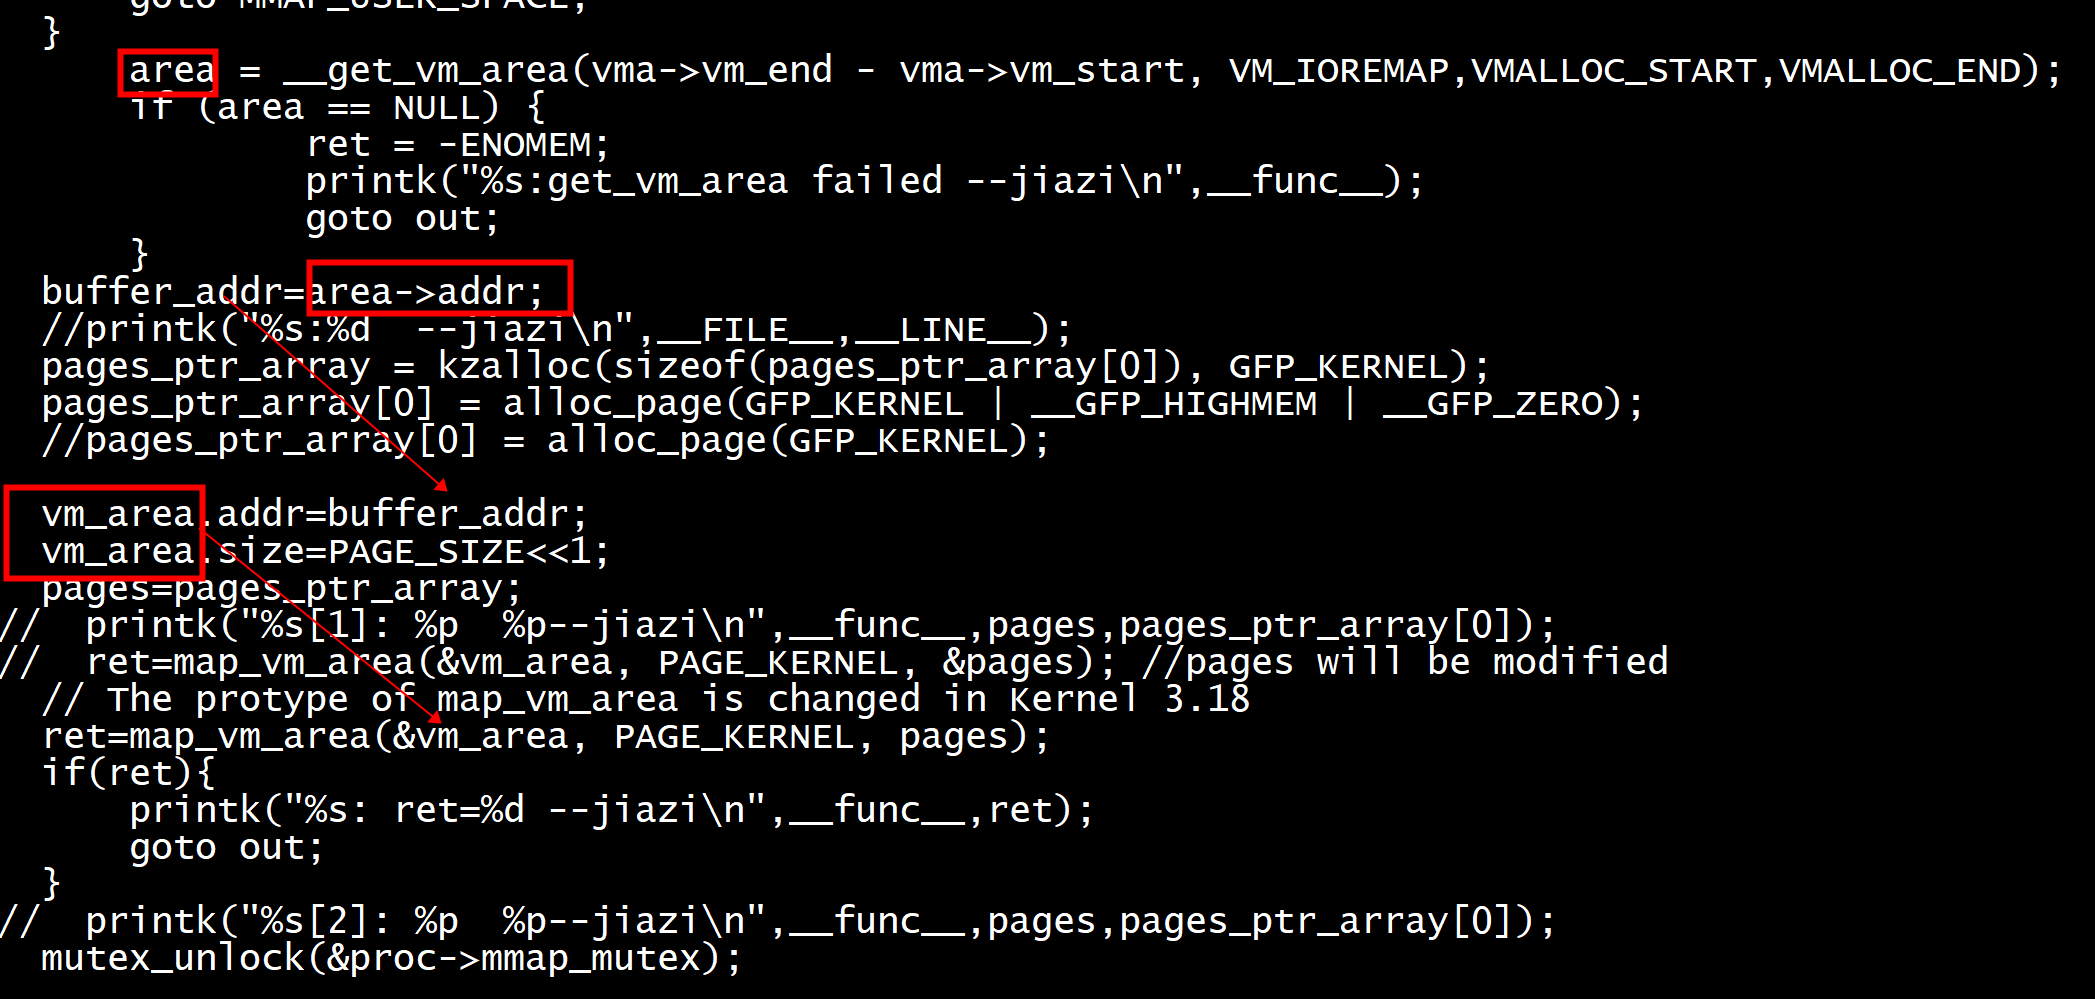 goto MMAP_USER_SPACE;
}
area = __get_vm_area(vma->vm_end - vma->vm_start, VM_IOREMAP,VMALLOC_START,VMALLOC_END);
if (area == NULL) {
ret = -ENOMEM;
printk("%s:get_vm_area failed --jiazi\n",__func__);
goto out;
}
buffer_addr=area->addr;
//printk("%s:%d  --jiazi\n",__FILE__,__LINE__);
pages_ptr_array = kzalloc(sizeof(pages_ptr_array[0]), GFP_KERNEL);
pages_ptr_array[0] = alloc_page(GFP_KERNEL | __GFP_HIGHMEM | __GFP_ZERO);
//pages_ptr_array[0] = alloc_page(GFP_KERNEL);
vm_area.addr=buffer_addr;
vm_area.size=PAGE_SIZE<<1;
pages=pages_ptr_array;
//  printk("%s[1]: %p  %p--jiazi\n",__func__,pages,pages_ptr_array[0]);
//  ret=map_vm_area(&vm_area, PAGE_KERNEL, &pages); //pages will be modified
// The protype of map_vm_area is changed in Kernel 3.18
ret=map_vm_area(&vm_area, PAGE_KERNEL, pages);
if(ret){
printk("%s: ret=%d --jiazi\n",__func__,ret);
goto out;
}
//  printk("%s[2]: %p  %p--jiazi\n",__func__,pages,pages_ptr_array[0]);
mutex_unlock(&proc->mmap_mutex);